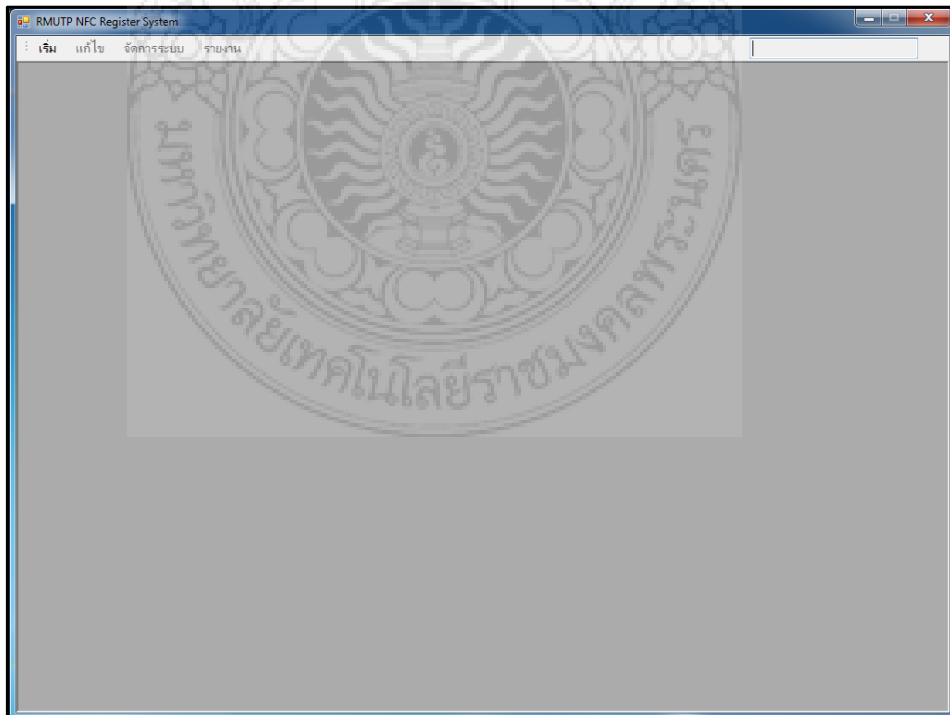 RMUTP NFC Register System
เริ่ม แก้ไข จัดการระบบ รายงาน
มหาวิทยาลัยเทคโนโลยีราชมงคลพระนคร